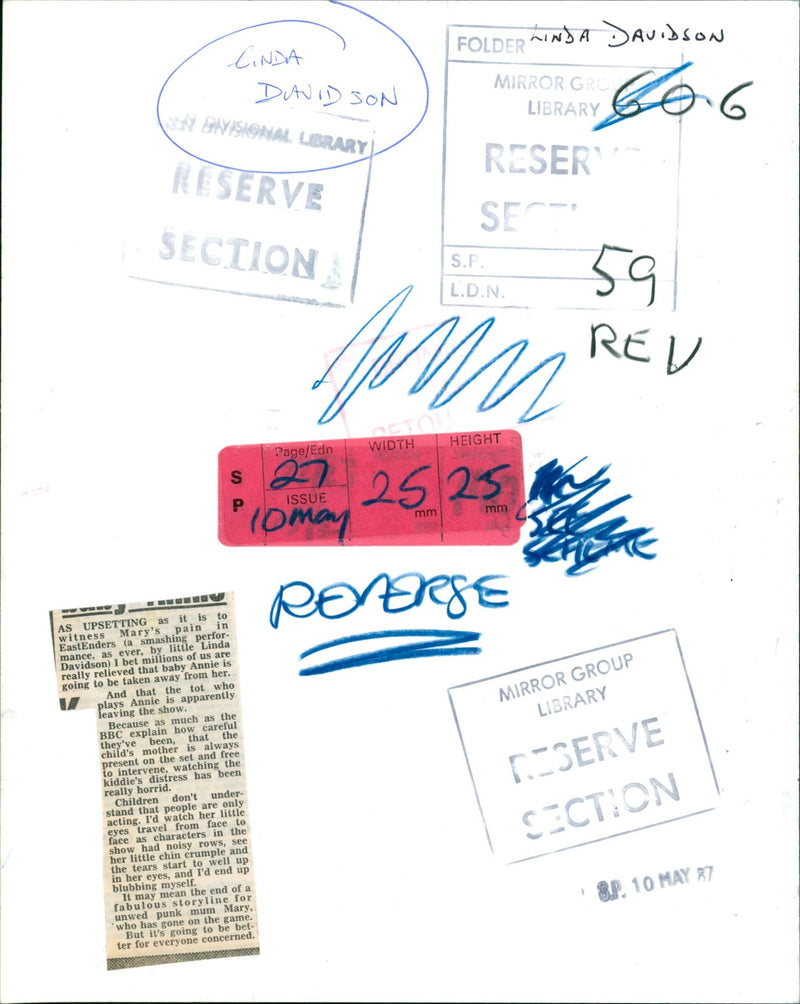 LINDA
DAVIDSON
DIVISIONAL LIBRARY
RESERVE
SECTION
FOLDER LINDA DAVIDSON
MIRROR GRO
LIBRARY
60.6
RESER
SE
S.P.
59
L.D.N.
REV
RETOU
S P
Page/Edn
27
ISSUE
10 May
WIDTH
25 mm
HEIGHT
25 mm
SEE
SCHEME
REVERSE
AS UPSETTING as it is to
witness Mary's pain in
EastEnders (a smashing perfor-
mance, as ever, by little Linda
Davidson) I bet millions of us are
really relieved that baby Annie is
going to be taken away from her.
And that the tot who
plays Annie is apparently
leaving the show.
Because as much as the
BBC explain how careful
they've been, that the
child's mother is always
present on the set and free
to intervene, watching the
kiddie's distress has been
really horrid.
Children don't under-
stand that people are only
acting. I'd watch her little
eyes travel from face to
face as characters in the
show had noisy rows, see
her little chin crumple and
the tears start to well up
in her eyes, and I'd end up
blubbing myself.
It may mean the end of a
fabulous storyline for
unwed punk mum Mary,
who has gone on the game.
But it's going to be bet-
ter for everyone concerned.
MIRROR GROUP
LIBRARY
RESERVE
SECTION
S.P. 10 MAY 87